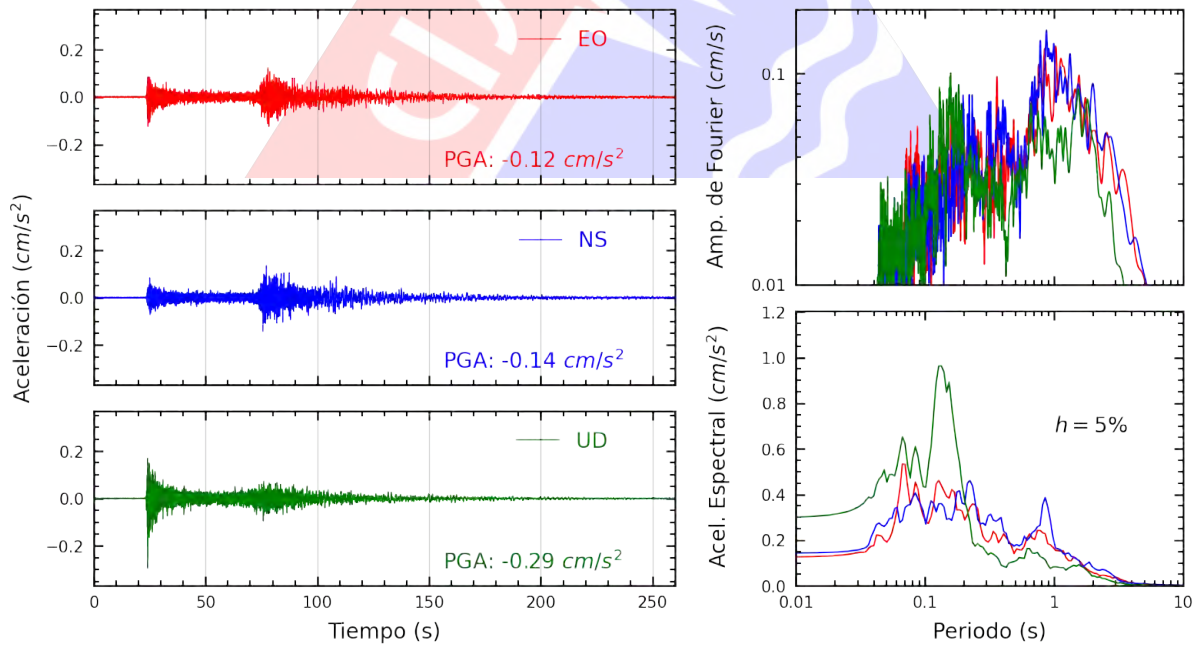 Aceleración (cm/s²)
0.2
0.0
−0.2
EO
PGA: -0.12 cm/s²
0.2
0.0
−0.2
NS
PGA: -0.14 cm/s²
0.2
0.0
−0.2
UD
PGA: -0.29 cm/s²
0 50 100 150 200 250
Tiempo (s)
Amp. de Fourier (cm/s)
0.1
0.01
Acel. Espectral (cm/s²)
1.2
1.0
0.8
0.6
0.4
0.2
0.0
h = 5%
0.01 0.1 1 10
Periodo (s)